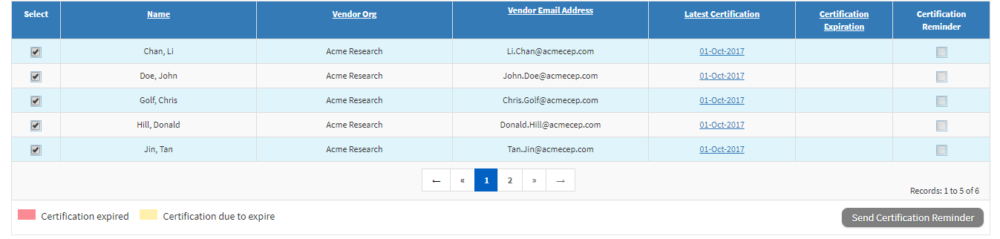 Select Name Vendor Org Vendor Email Address Latest Certification Certification Expiration Certification Reminder
Chan, Li Acme Research Li.Chan@acmecep.com 01-Oct-2017
Doe, John Acme Research John.Doe@acmecep.com 01-Oct-2017
Golf, Chris Acme Research Chris.Golf@acmecep.com 01-Oct-2017
Hill, Donald Acme Research Donald.Hill@acmecep.com 01-Oct-2017
Jin, Tan Acme Research Tan.Jin@acmecep.com 01-Oct-2017
← « 1 2 » →
Records: 1 to 5 of 6
Certification expired Certification due to expire Send Certification Reminder